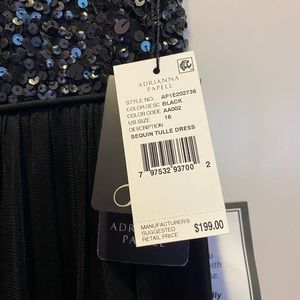 ADRIANNA
PAPELL
STYLE NO. AP1E202736
COLOR DESC BLACK
COLOR CODE AA002
US SIZE 16
DESCRIPTION
SEQUIN TULLE DRESS
7 97532 93700 2
MANUFACTURER'S
SUGGESTED $199.00
RETAIL PRICE
ADRIANNA
PAPELL
with